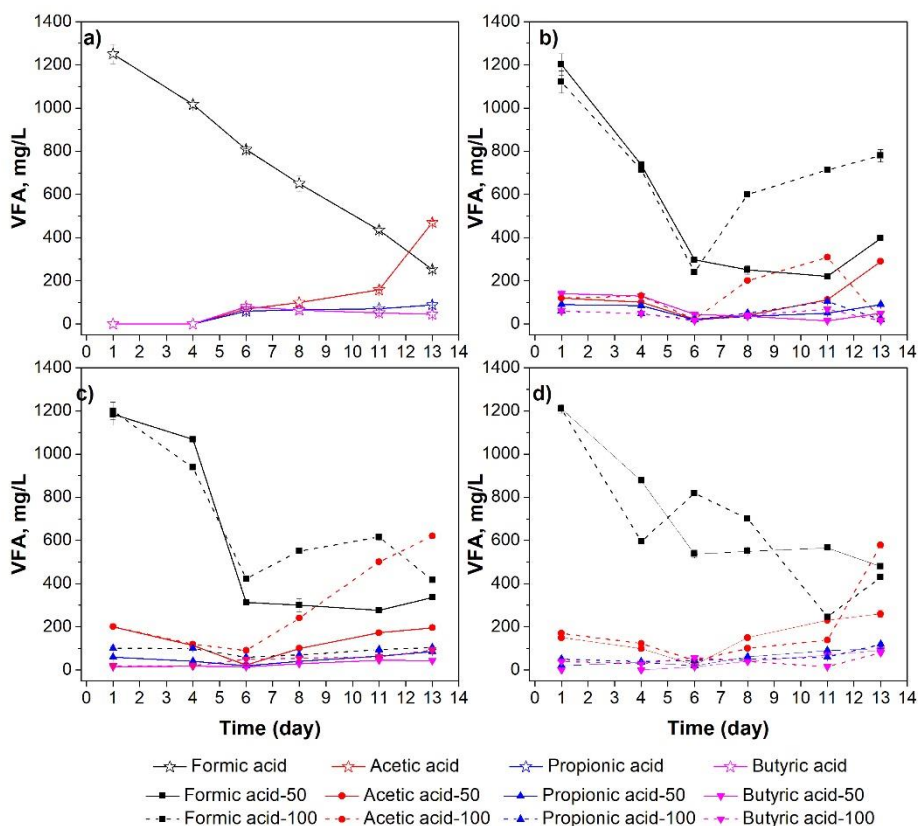 a)
b)
1400
1200
1000
800
600
400
200
0
VFA, mg/L
0 1 2 3 4 5 6 7 8 9 10 11 12 13 14
1400
1200
1000
800
600
400
200
0
VFA, mg/L
0 1 2 3 4 5 6 7 8 9 10 11 12 13 14
c)
d)
1400
1200
1000
800
600
400
200
0
VFA, mg/L
0 1 2 3 4 5 6 7 8 9 10 11 12 13 14
Time (day)
1400
1200
1000
800
600
400
200
0
VFA, mg/L
0 1 2 3 4 5 6 7 8 9 10 11 12 13 14
Time (day)
Formic acid Acetic acid Propionic acid Butyric acid
Formic acid-50 Acetic acid-50 Propionic acid-50 Butyric acid-50
Formic acid-100 Acetic acid-100 Propionic acid-100 Butyric acid-100